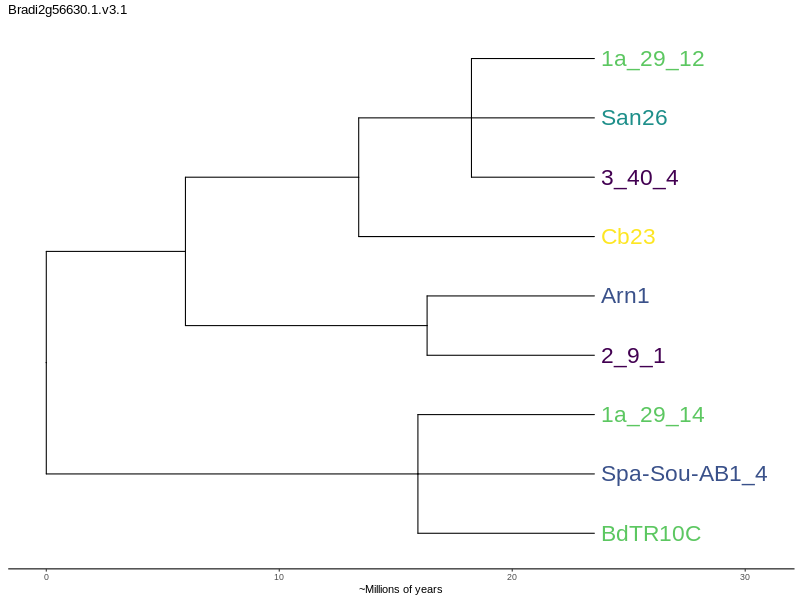 Bradi2g56630.1.v3.1
1a_29_12
San26
3_40_4
Cb23
Arn1
2_9_1
1a_29_14
Spa-Sou-AB1_4
BdTR10C
0 10 20 30
~Millions of years